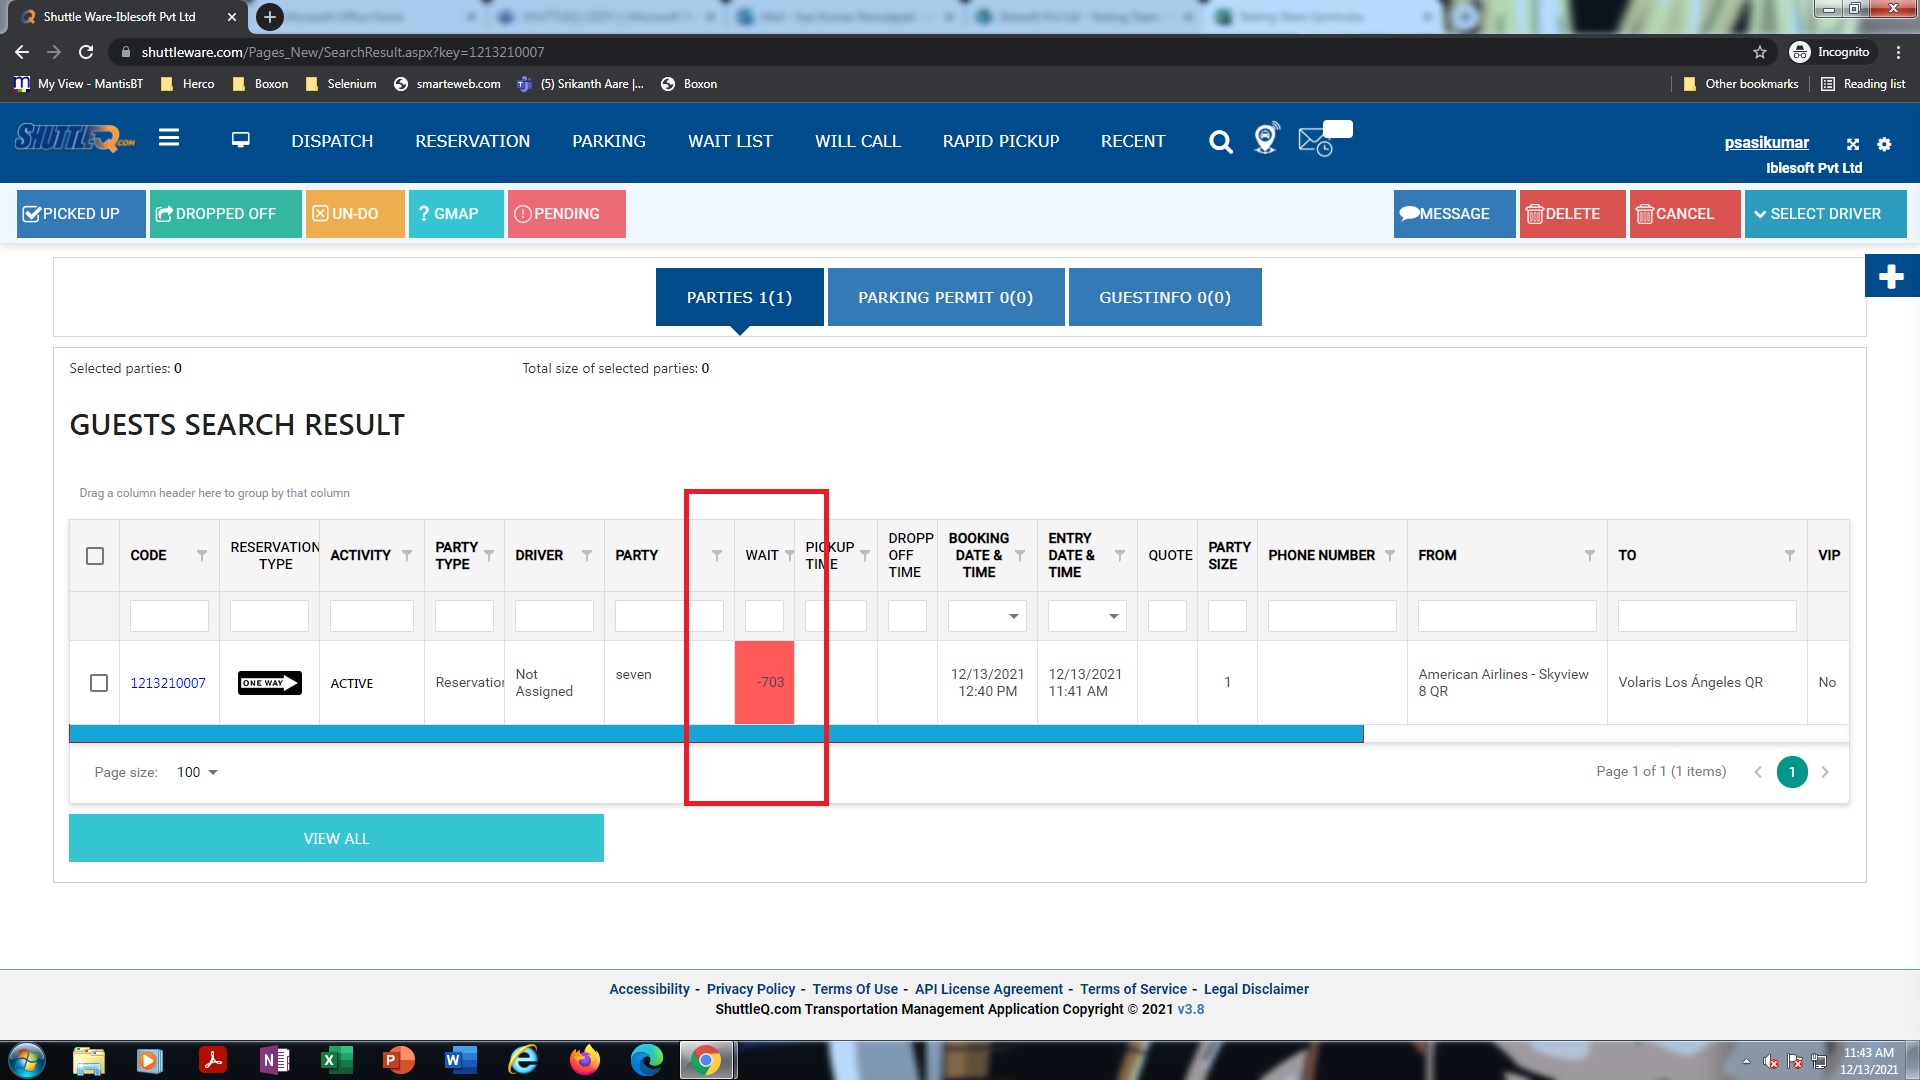 Shuttle Ware-Iblesoft Pvt Ltd
shuttleware.com/Pages_New/SearchResult.aspx?key=1213210007
Incognito
My View - MantisBT
Herco
Boxon
Selenium
smarteweb.com
(5) Srikanth Aare |...
Boxon
Other bookmarks
Reading list
SHUTTLEQ.COM
DISPATCH
RESERVATION
PARKING
WAIT LIST
WILL CALL
RAPID PICKUP
RECENT
psasikumar
Iblesoft Pvt Ltd
PICKED UP
DROPPED OFF
UN-DO
? GMAP
PENDING
MESSAGE
DELETE
CANCEL
SELECT DRIVER
PARTIES 1(1)
PARKING PERMIT 0(0)
GUESTINFO 0(0)
Selected parties: 0
Total size of selected parties: 0
GUESTS SEARCH RESULT
Drag a column header here to group by that column
CODE
RESERVATION
TYPE
ACTIVITY
PARTY
TYPE
DRIVER
PARTY
WAIT
PICKUP
TIME
DROPP
OFF
TIME
BOOKING
DATE &
TIME
ENTRY
DATE &
TIME
QUOTE
PARTY
SIZE
PHONE NUMBER
FROM
TO
VIP
1213210007
ONE WAY
ACTIVE
Reservation
Not
Assigned
seven
-703
12/13/2021
12:40 PM
12/13/2021
11:41 AM
1
American Airlines - Skyview
8 QR
Volaris Los Ángeles QR
No
Page size: 100
Page 1 of 1 (1 items)
1
VIEW ALL
Accessibility - Privacy Policy - Terms Of Use - API License Agreement - Terms of Service - Legal Disclaimer
ShuttleQ.com Transportation Management Application Copyright © 2021 v3.8
11:43 AM
12/13/2021